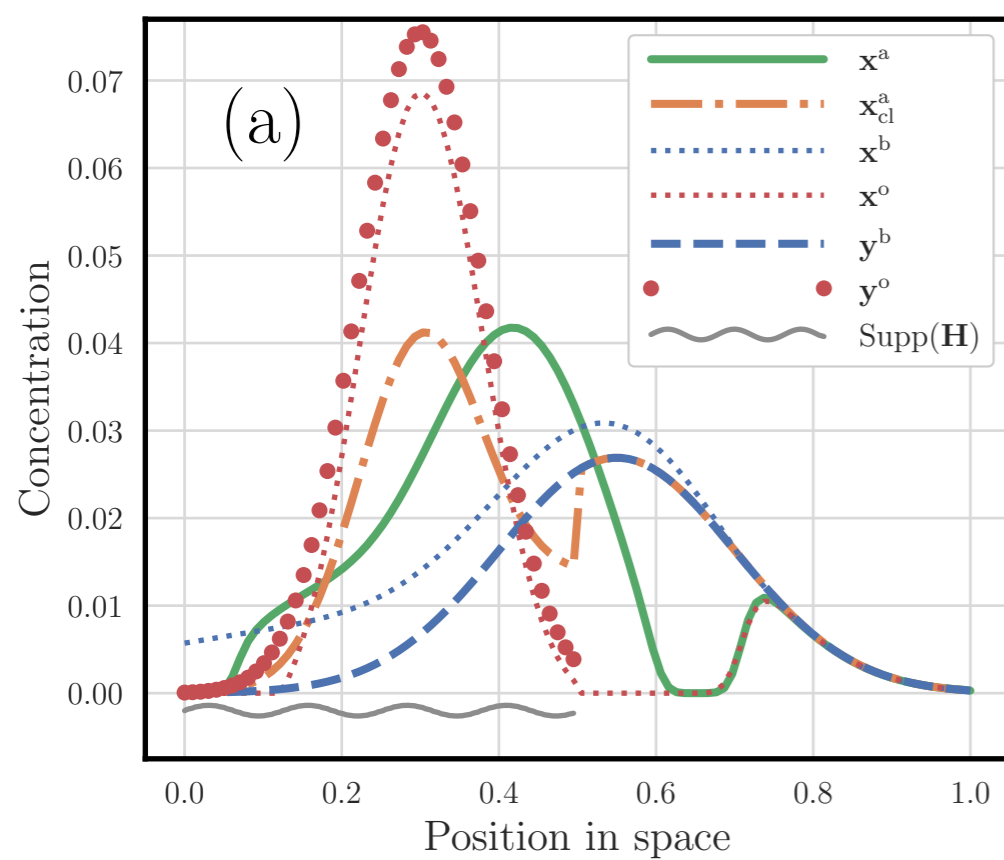 (a)
x^a
x^a_cl
x^b
x^o
y^b
y^o
Supp(H)
Concentration
0.07
0.06
0.05
0.04
0.03
0.02
0.01
0.00
0.0 0.2 0.4 0.6 0.8 1.0
Position in space